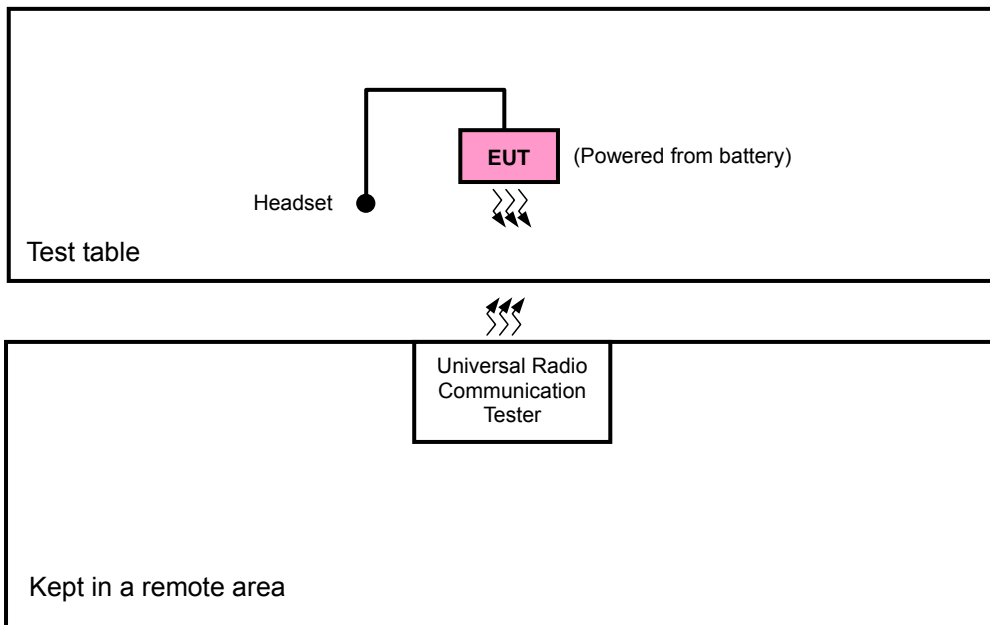 EUT
(Powered from battery)
Headset
Test table
Universal Radio
Communication
Tester
Kept in a remote area